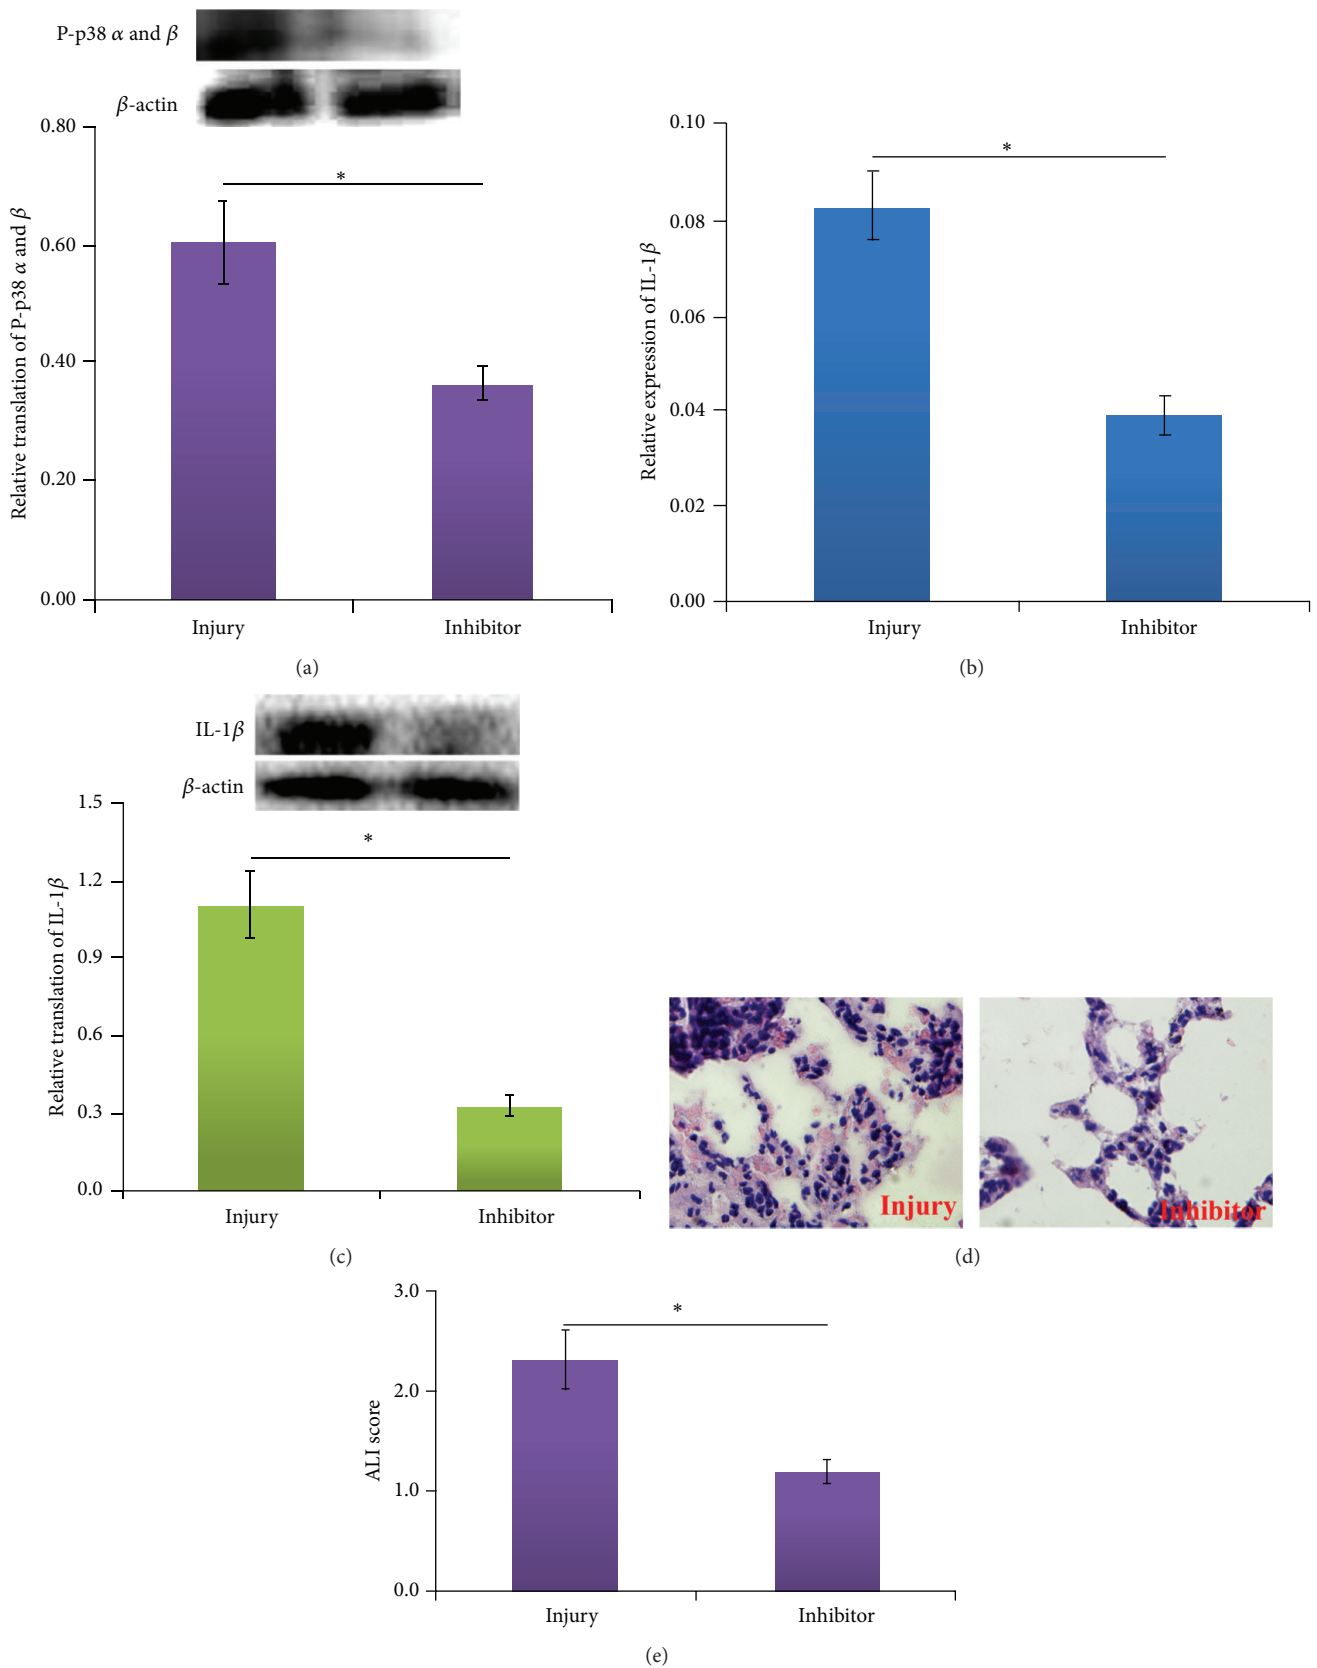 P-p38 α and β
β-actin
0.80
0.60
0.40
0.20
0.00
Relative translation of P-p38 α and β
*
Injury
Inhibitor
(a)
0.10
0.08
0.06
0.04
0.02
0.00
Relative expression of IL-1β
*
Injury
Inhibitor
(b)
IL-1β
β-actin
1.5
1.2
0.9
0.6
0.3
0.0
Relative translation of IL-1β
*
Injury
Inhibitor
(c)
Injury
Inhibitor
(d)
3.0
2.0
1.0
0.0
ALI score
*
Injury
Inhibitor
(e)